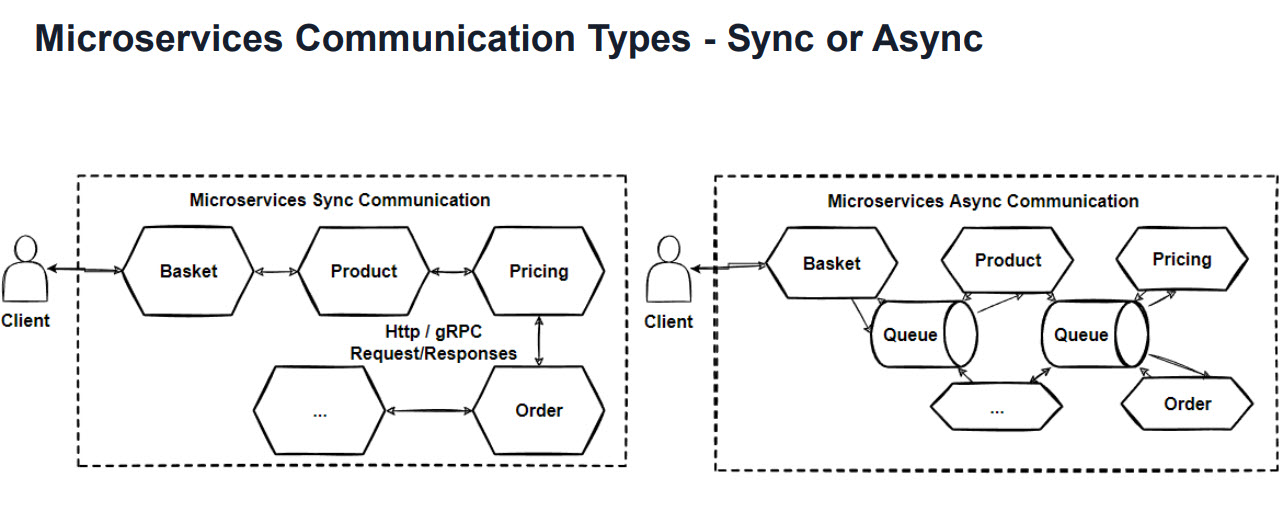 Microservices Communication Types - Sync or Async
Microservices Sync Communication
Client
Basket
Product
Pricing
Http / gRPC
Request/Responses
...
Order
Microservices Async Communication
Client
Basket
Product
Pricing
Queue
Queue
...
Order